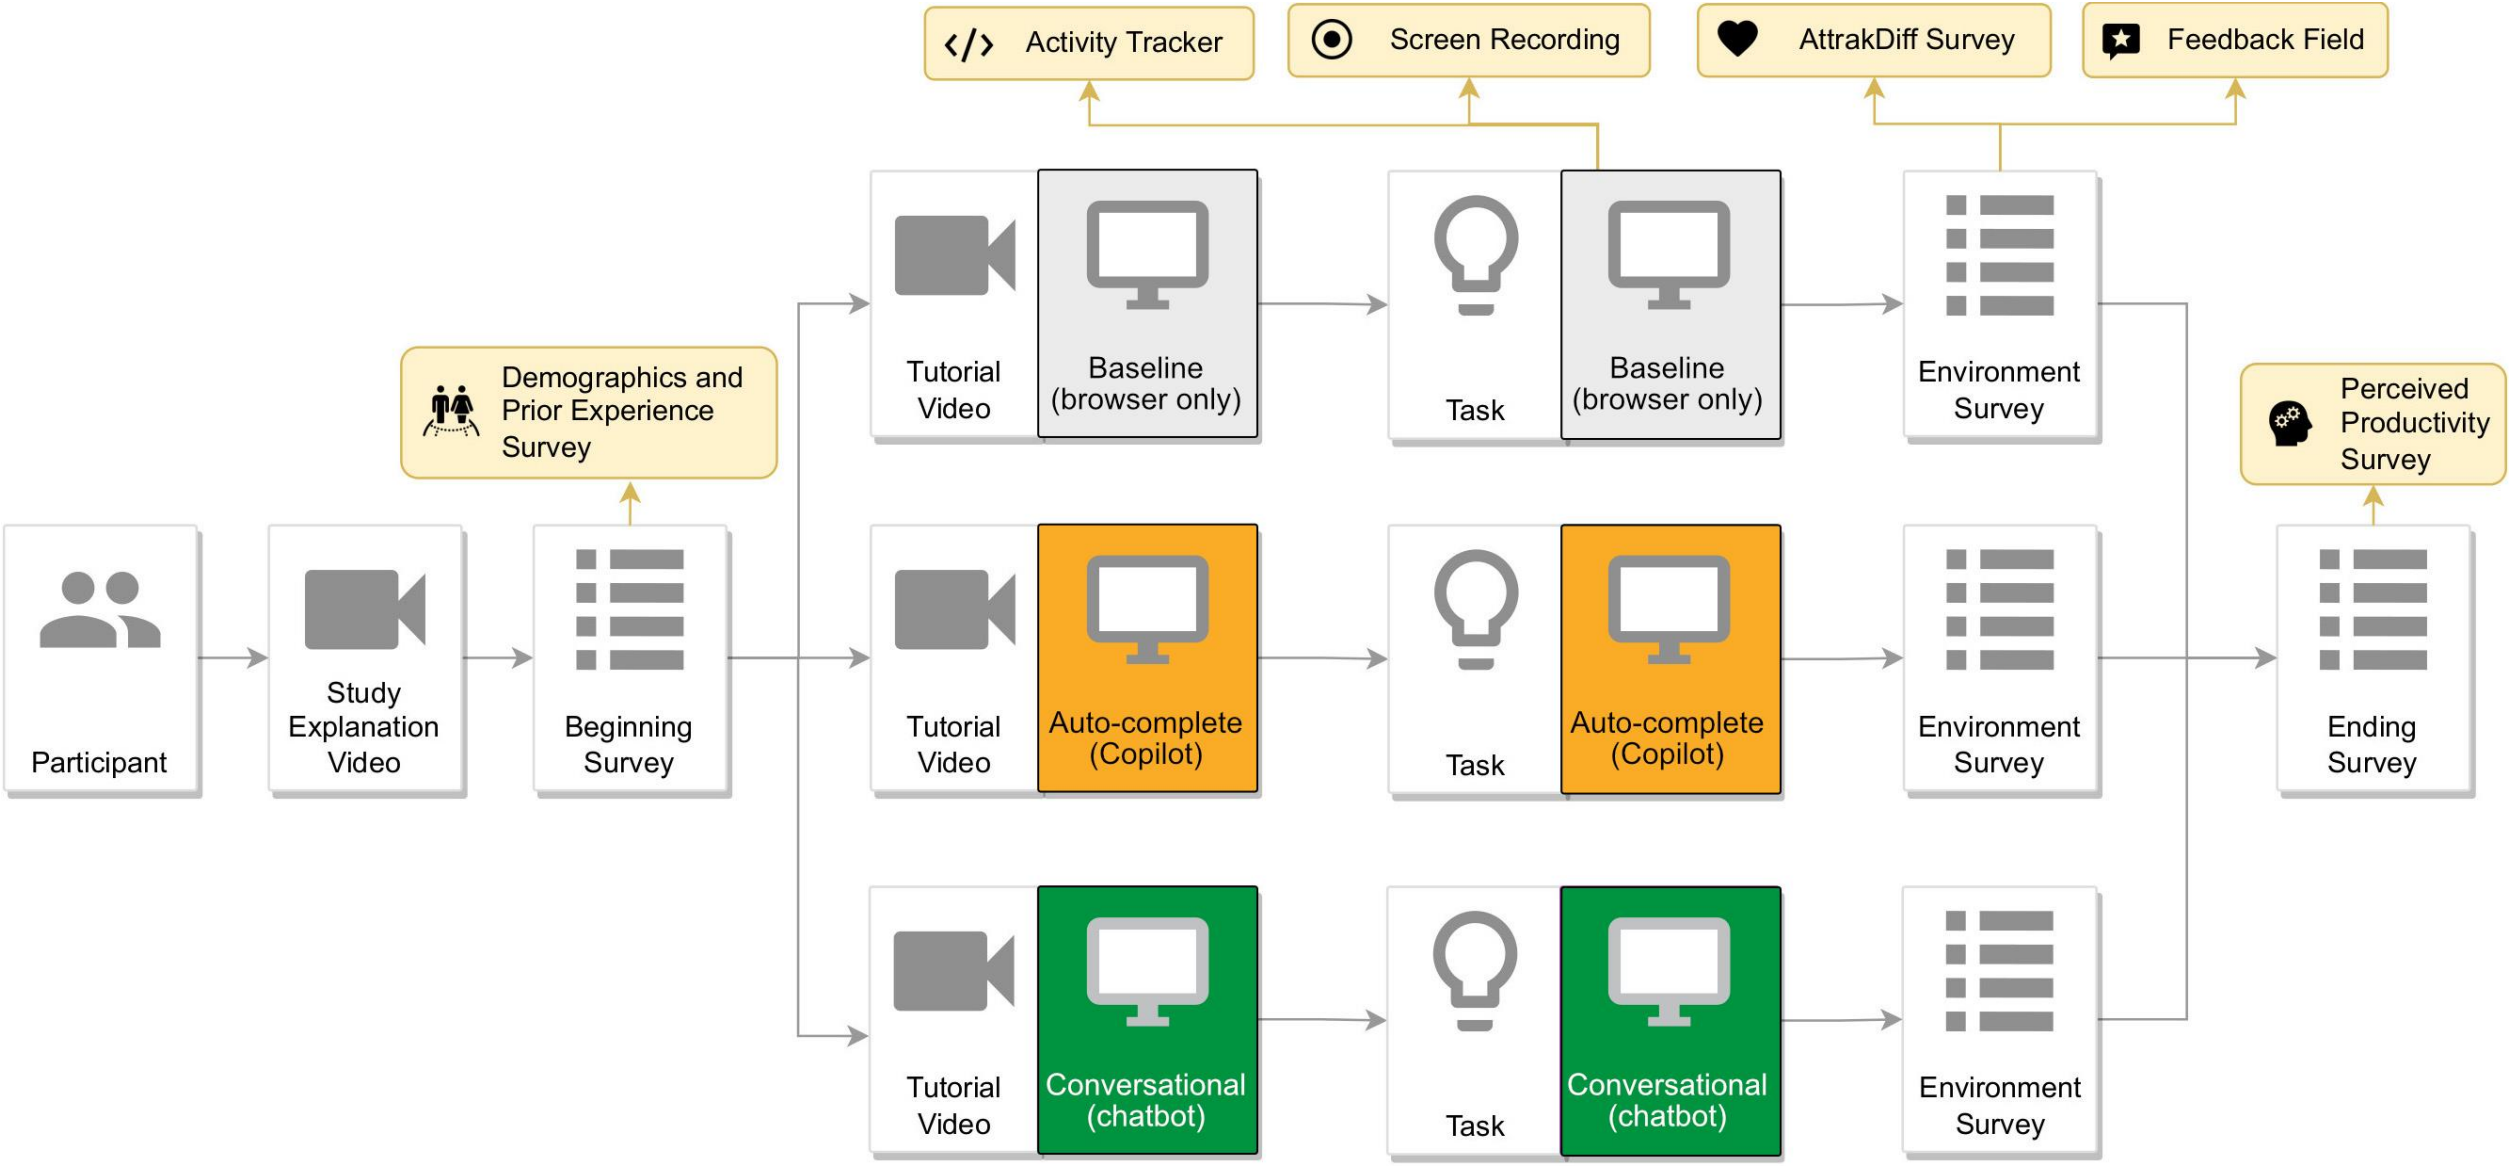 Activity Tracker
Screen Recording
AttrakDiff Survey
Feedback Field
Tutorial
Video
Baseline
(browser only)
Task
Baseline
(browser only)
Environment
Survey
Demographics and
Prior Experience
Survey
Perceived
Productivity
Survey
Participant
Study
Explanation
Video
Beginning
Survey
Tutorial
Video
Auto-complete
(Copilot)
Task
Auto-complete
(Copilot)
Environment
Survey
Ending
Survey
Tutorial
Video
Conversational
(chatbot)
Task
Conversational
(chatbot)
Environment
Survey